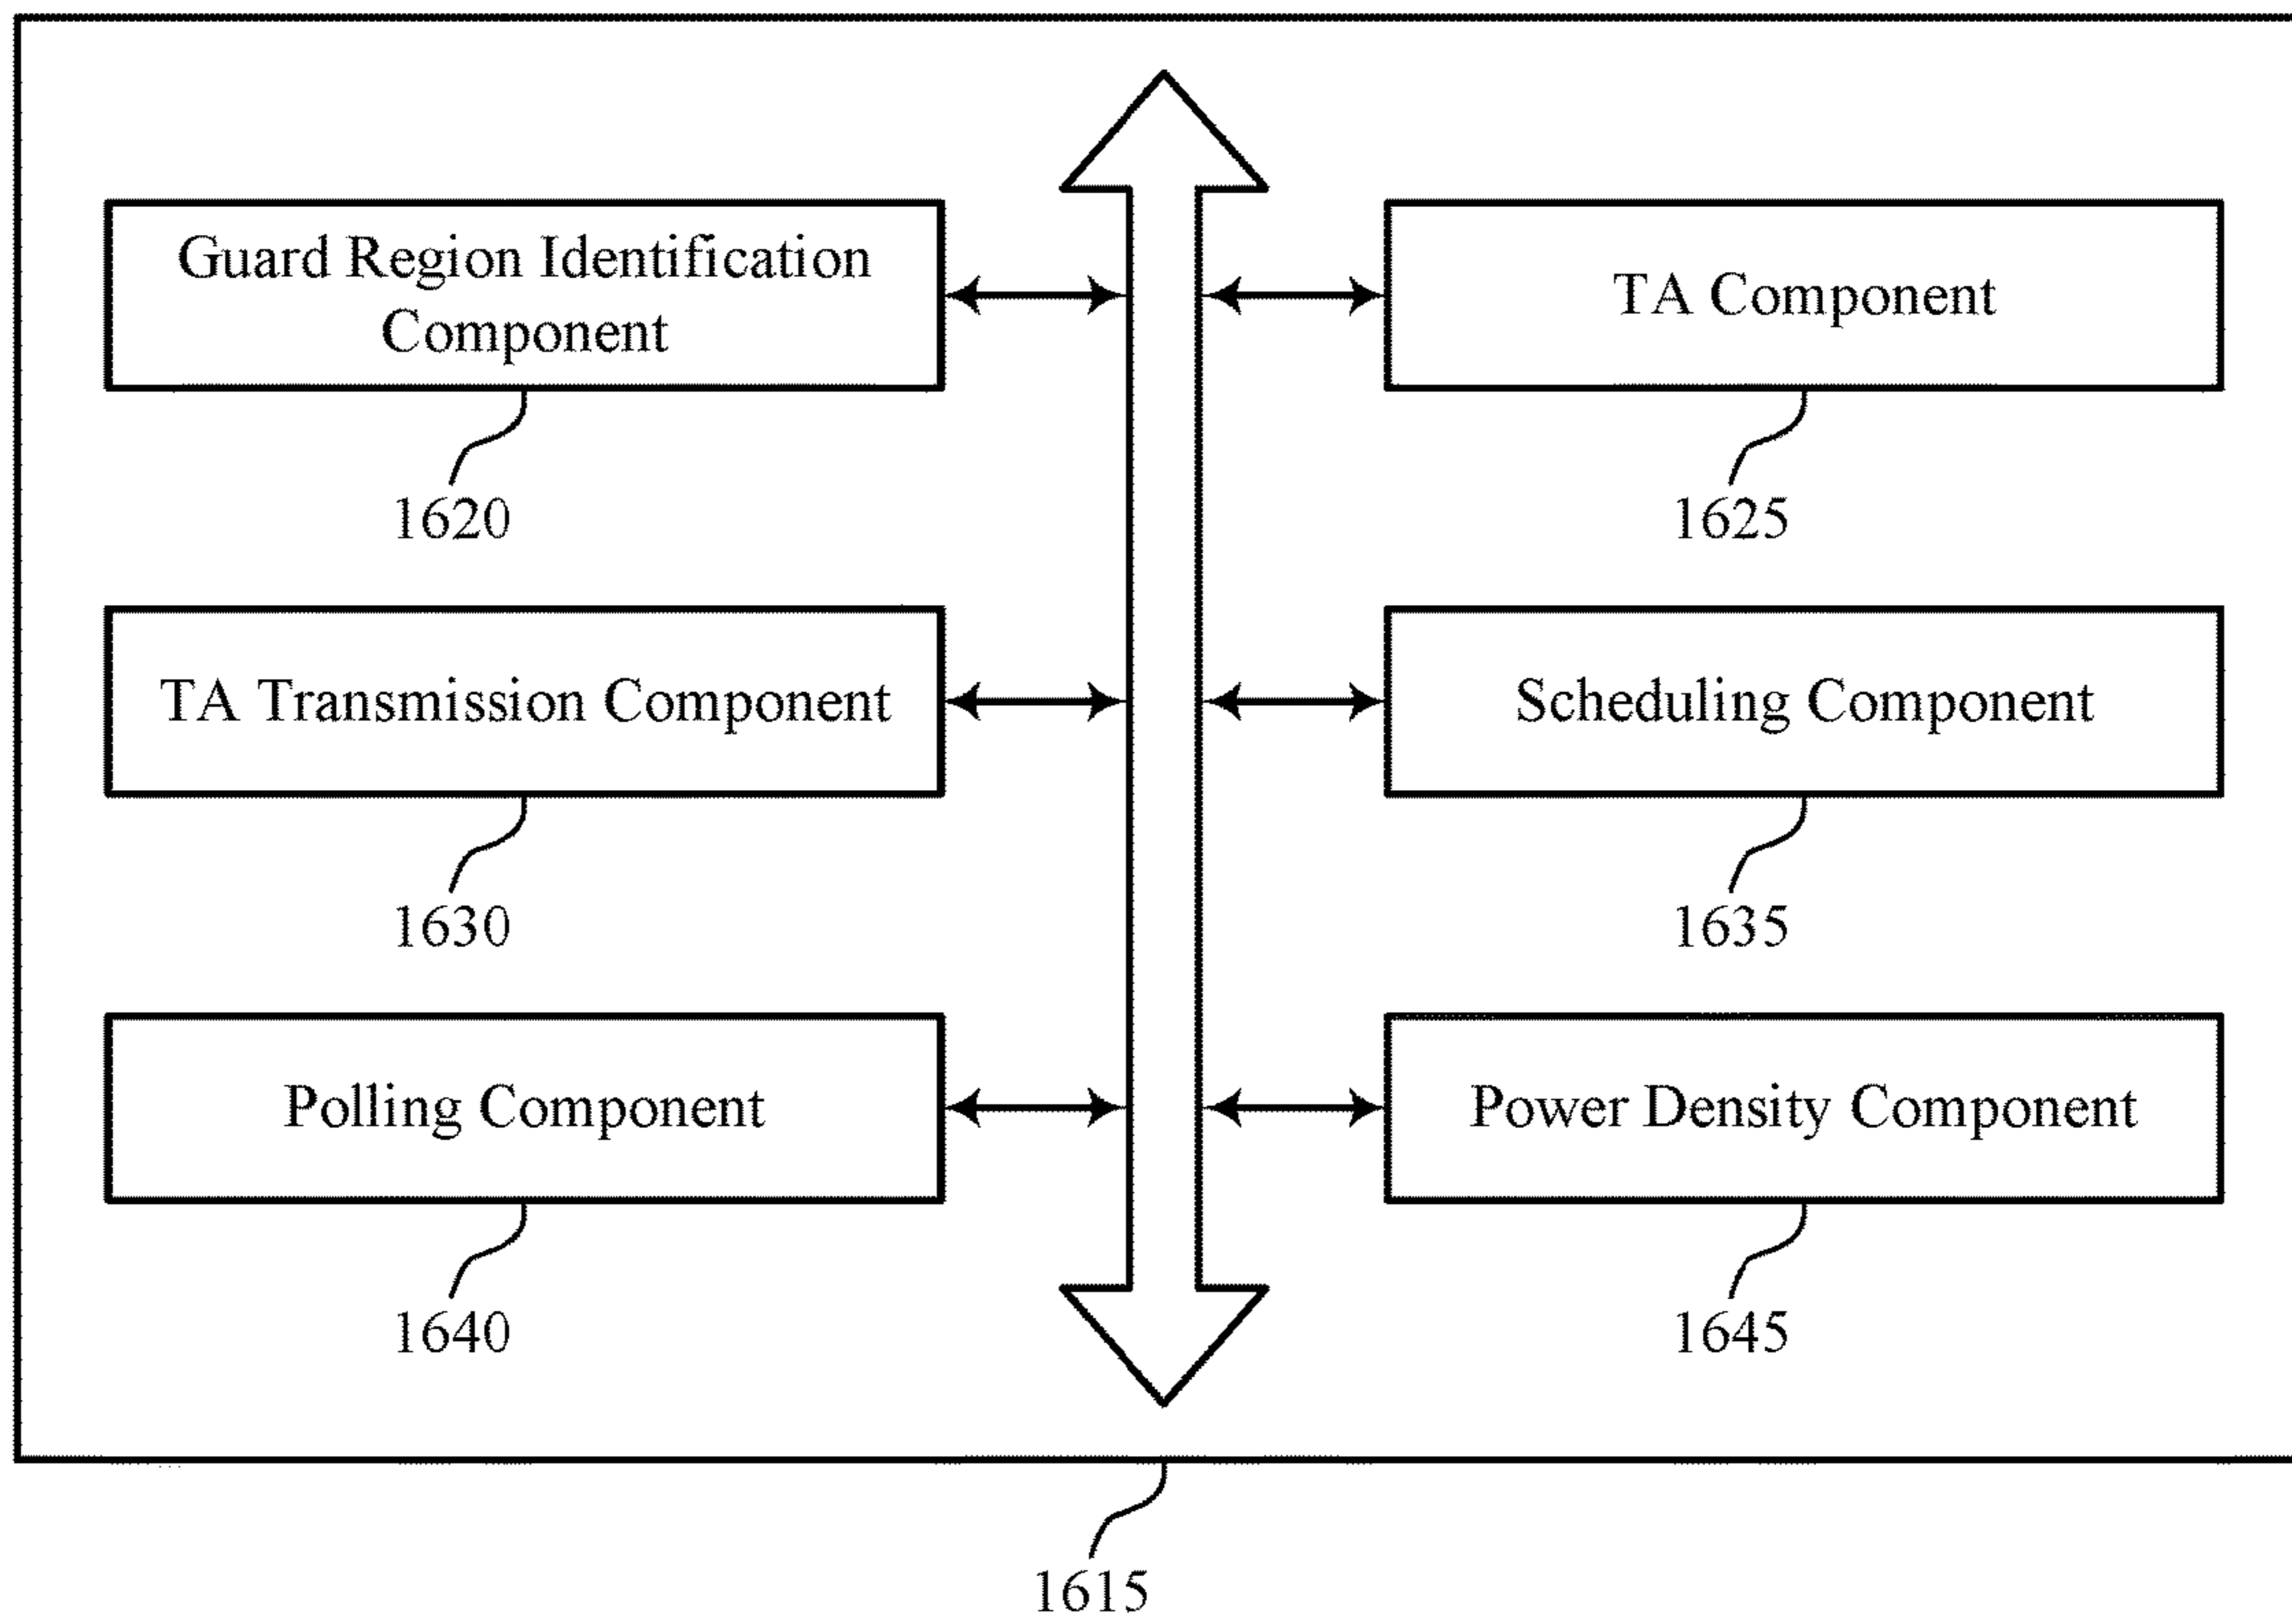 Guard Region Identification
Component
TA Component
1620
1625
TA Transmission Component
Scheduling Component
1630
1635
Polling Component
Power Density Component
1640
1645
1615